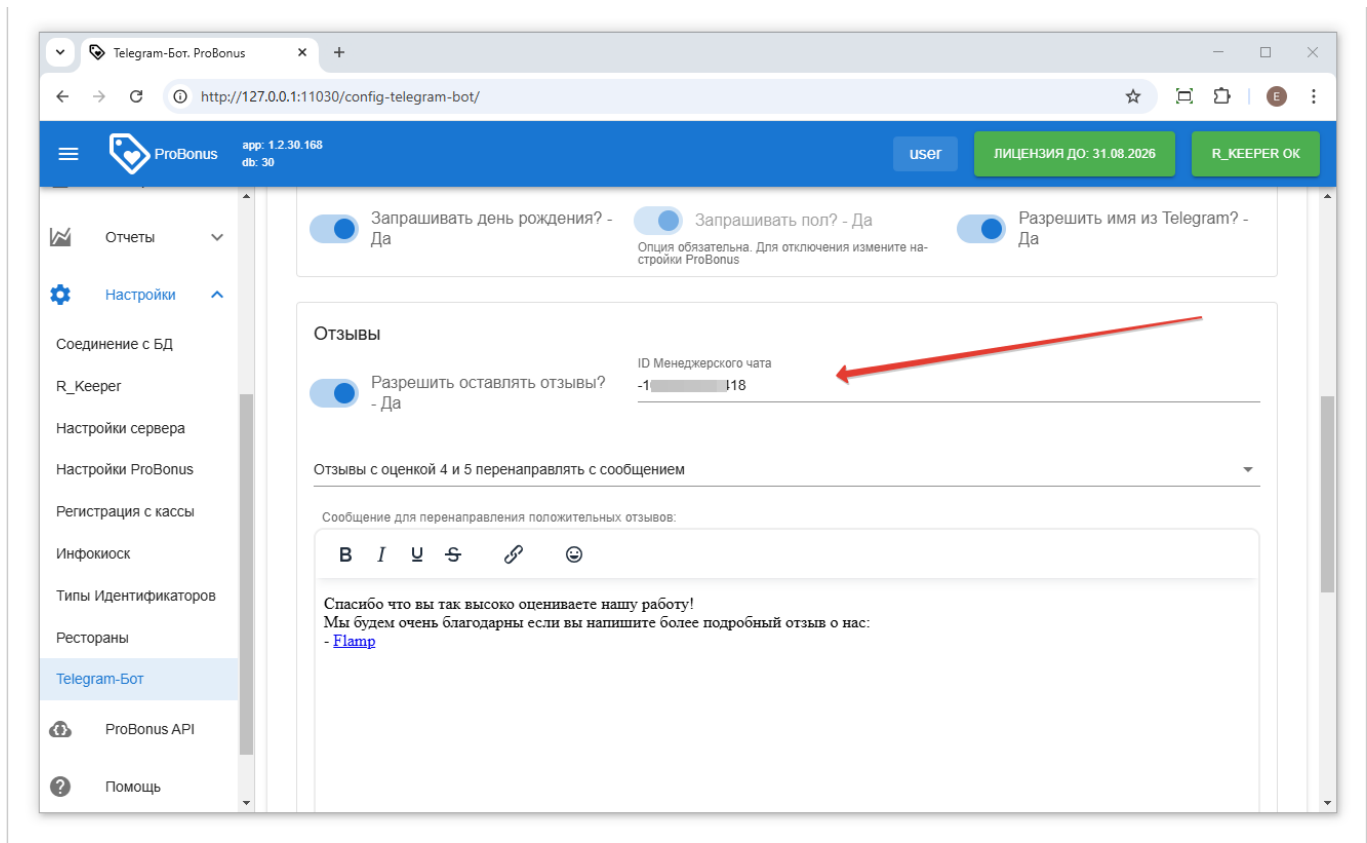 Telegram-Бот. ProBonus
http://127.0.0.1:11030/config-telegram-bot/
E
ProBonus
app: 1.2.30.168
db: 30
user
ЛИЦЕНЗИЯ ДО: 31.08.2026
R_KEEPER OK
Отчеты
Настройки
Соединение с БД
R_Keeper
Настройки сервера
Настройки ProBonus
Регистрация с кассы
Инфокиоск
Типы Идентификаторов
Рестораны
Telegram-Бот
ProBonus API
Помощь
Запрашивать день рождения? -
Да
Запрашивать пол? - Да
Опция обязательна. Для отключения измените на-
стройки ProBonus
Разрешить имя из Telegram? -
Да
Отзывы
Разрешить оставлять отзывы?
- Да
ID Менеджерского чата
-1 418
Отзывы с оценкой 4 и 5 перенаправлять с сообщением
Сообщение для перенаправления положительных отзывов:
B I U S
Спасибо что вы так высоко оцениваете нашу работу!
Мы будем очень благодарны если вы напишите более подробный отзыв о нас:
- Flamp